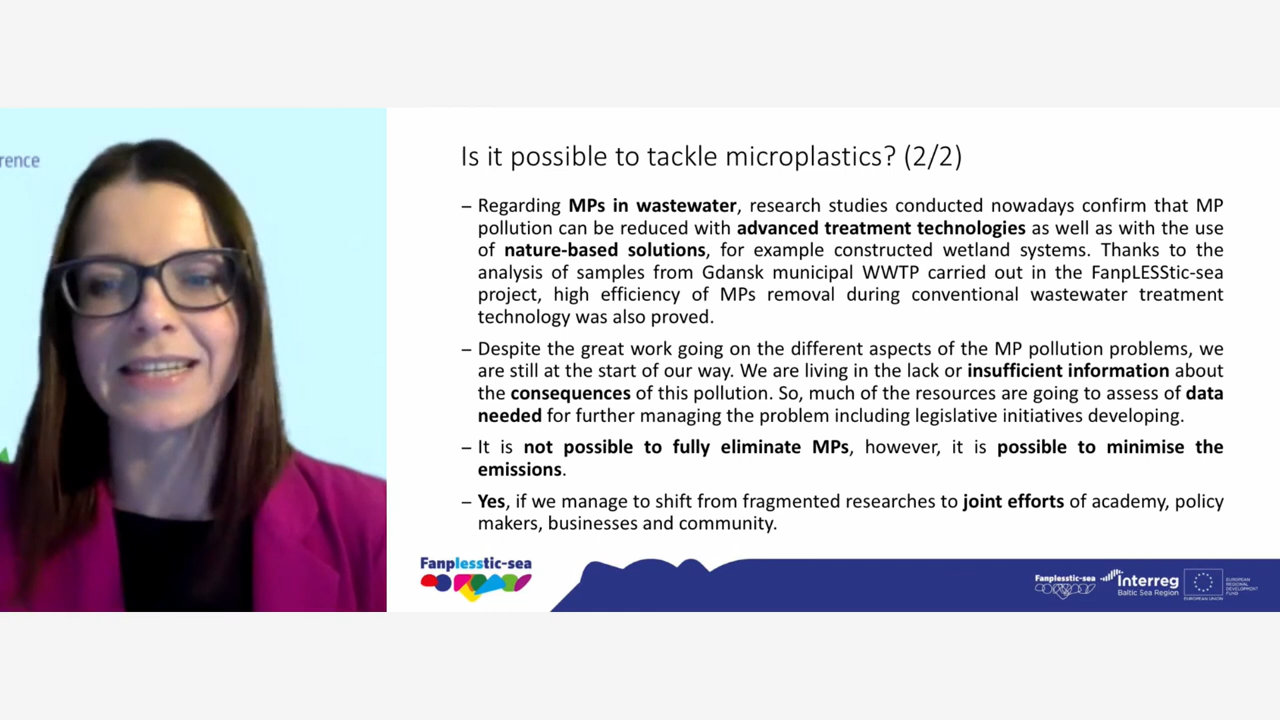 rence
Is it possible to tackle microplastics? (2/2)
– Regarding MPs in wastewater, research studies conducted nowadays confirm that MP
pollution can be reduced with advanced treatment technologies as well as with the use
of nature-based solutions, for example constructed wetland systems. Thanks to the
analysis of samples from Gdansk municipal WWTP carried out in the FanpLESStic-sea
project, high efficiency of MPs removal during conventional wastewater treatment
technology was also proved.
– Despite the great work going on the different aspects of the MP pollution problems, we
are still at the start of our way. We are living in the lack or insufficient information about
the consequences of this pollution. So, much of the resources are going to assess of data
needed for further managing the problem including legislative initiatives developing.
– It is not possible to fully eliminate MPs, however, it is possible to minimise the
emissions.
– Yes, if we manage to shift from fragmented researches to joint efforts of academy, policy
makers, businesses and community.
Fanplesstic-sea
Fanplesstic-sea
Interreg
Baltic Sea Region
EUROPEAN UNION
EUROPEAN
REGIONAL
DEVELOPMENT
FUND